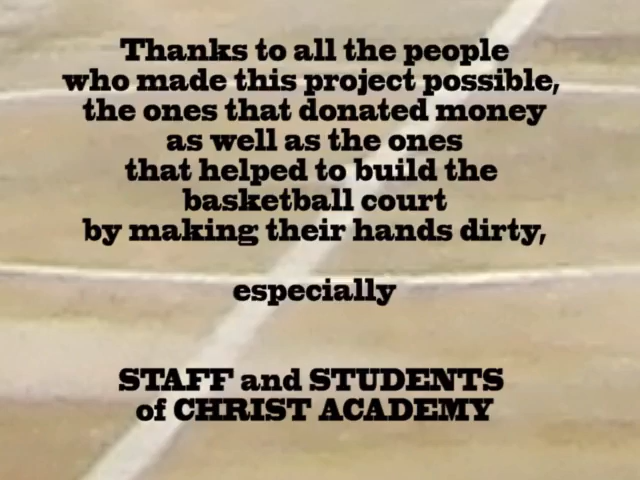 Thanks to all the people
who made this project possible,
the ones that donated money
as well as the ones
that helped to build the
basketball court
by making their hands dirty,
especially
STAFF and STUDENTS
of CHRIST ACADEMY